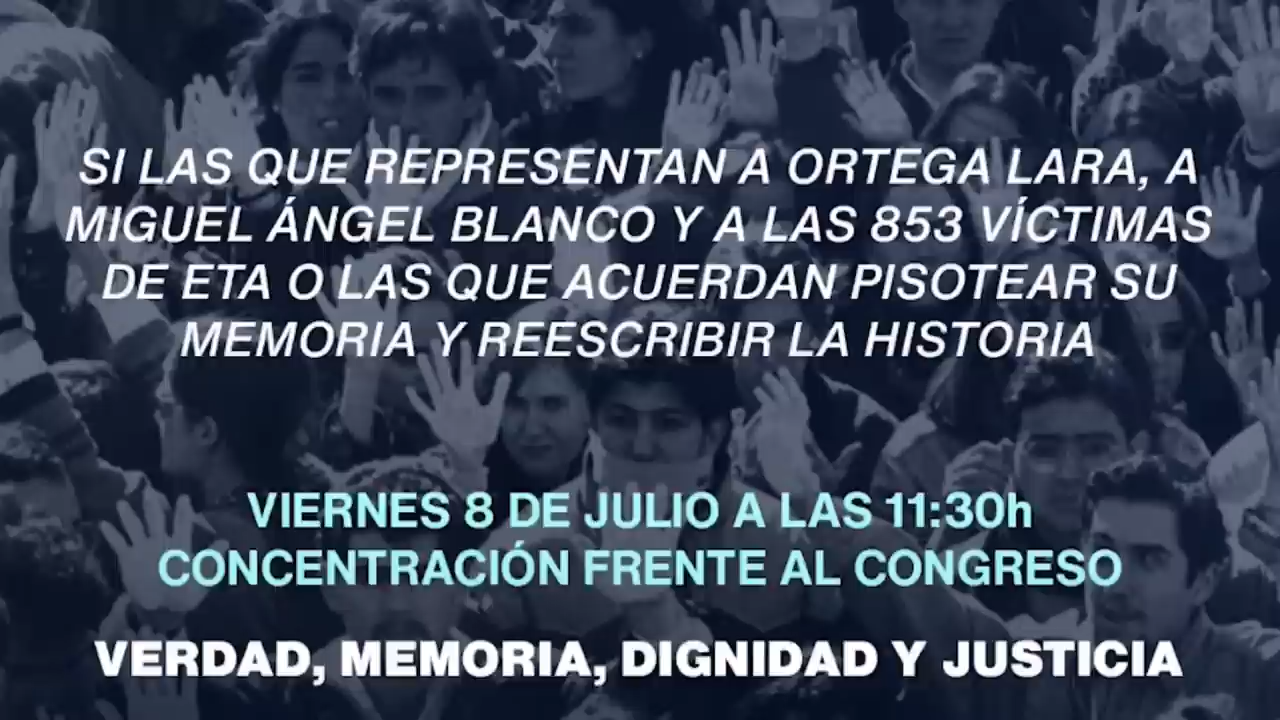 SI LAS QUE REPRESENTAN A ORTEGA LARA, A
MIGUEL ÁNGEL BLANCO Y A LAS 853 VÍCTIMAS
DE ETA O LAS QUE ACUERDAN PISOTEAR SU
MEMORIA Y REESCRIBIR LA HISTORIA
VIERNES 8 DE JULIO A LAS 11:30h
CONCENTRACIÓN FRENTE AL CONGRESO
VERDAD, MEMORIA, DIGNIDAD Y JUSTICIA